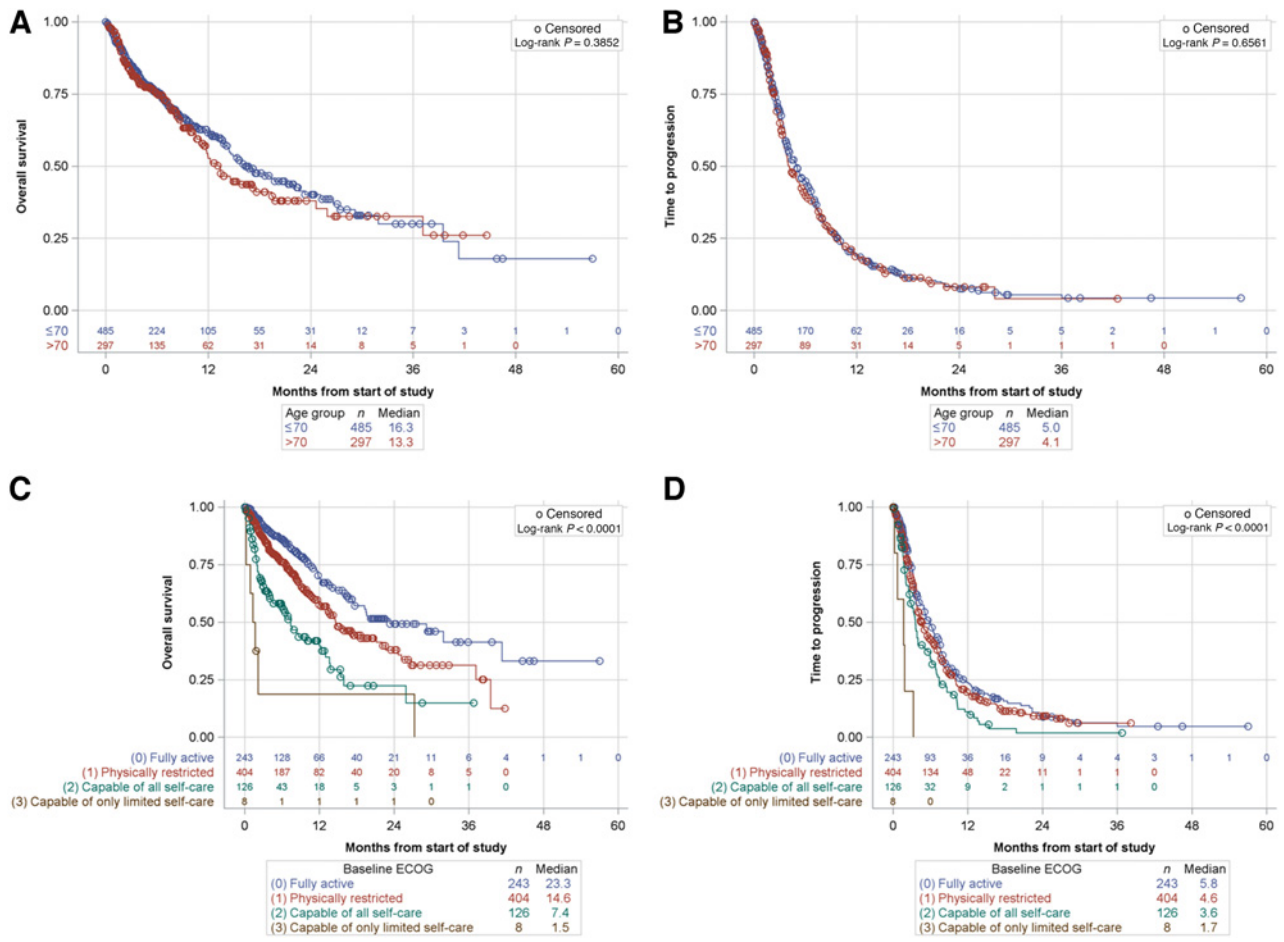 A
o Censored
Log-rank P = 0.3852
1.00
0.75
0.50
0.25
0.00
Overall survival
≤70 485 224 105 55 31 12 7 3 1 1 0
>70 297 135 62 31 14 8 5 1 0
0 12 24 36 48 60
Months from start of study
Age group n Median
≤70 485 16.3
>70 297 13.3
B
o Censored
Log-rank P = 0.6561
1.00
0.75
0.50
0.25
0.00
Time to progression
≤70 485 170 62 26 16 5 5 2 1 1 0
>70 297 89 31 14 5 1 1 1 0
0 12 24 36 48 60
Months from start of study
Age group n Median
≤70 485 5.0
>70 297 4.1
C
o Censored
Log-rank P < 0.0001
1.00
0.75
0.50
0.25
0.00
Overall survival
(0) Fully active 243 128 66 40 21 11 6 4 1 1 0
(1) Physically restricted 404 187 82 40 20 8 5 0
(2) Capable of all self-care 126 43 18 5 3 1 1 0
(3) Capable of only limited self-care 8 1 1 1 1 0
0 12 24 36 48 60
Months from start of study
Baseline ECOG n Median
(0) Fully active 243 23.3
(1) Physically restricted 404 14.6
(2) Capable of all self-care 126 7.4
(3) Capable of only limited self-care 8 1.5
D
o Censored
Log-rank P < 0.0001
1.00
0.75
0.50
0.25
0.00
Time to progression
(0) Fully active 243 93 36 16 9 4 4 3 1 1 0
(1) Physically restricted 404 134 48 22 11 1 1 0
(2) Capable of all self-care 126 32 9 2 1 1 1 0
(3) Capable of only limited self-care 8 0
0 12 24 36 48 60
Months from start of study
Baseline ECOG n Median
(0) Fully active 243 5.8
(1) Physically restricted 404 4.6
(2) Capable of all self-care 126 3.6
(3) Capable of only limited self-care 8 1.7